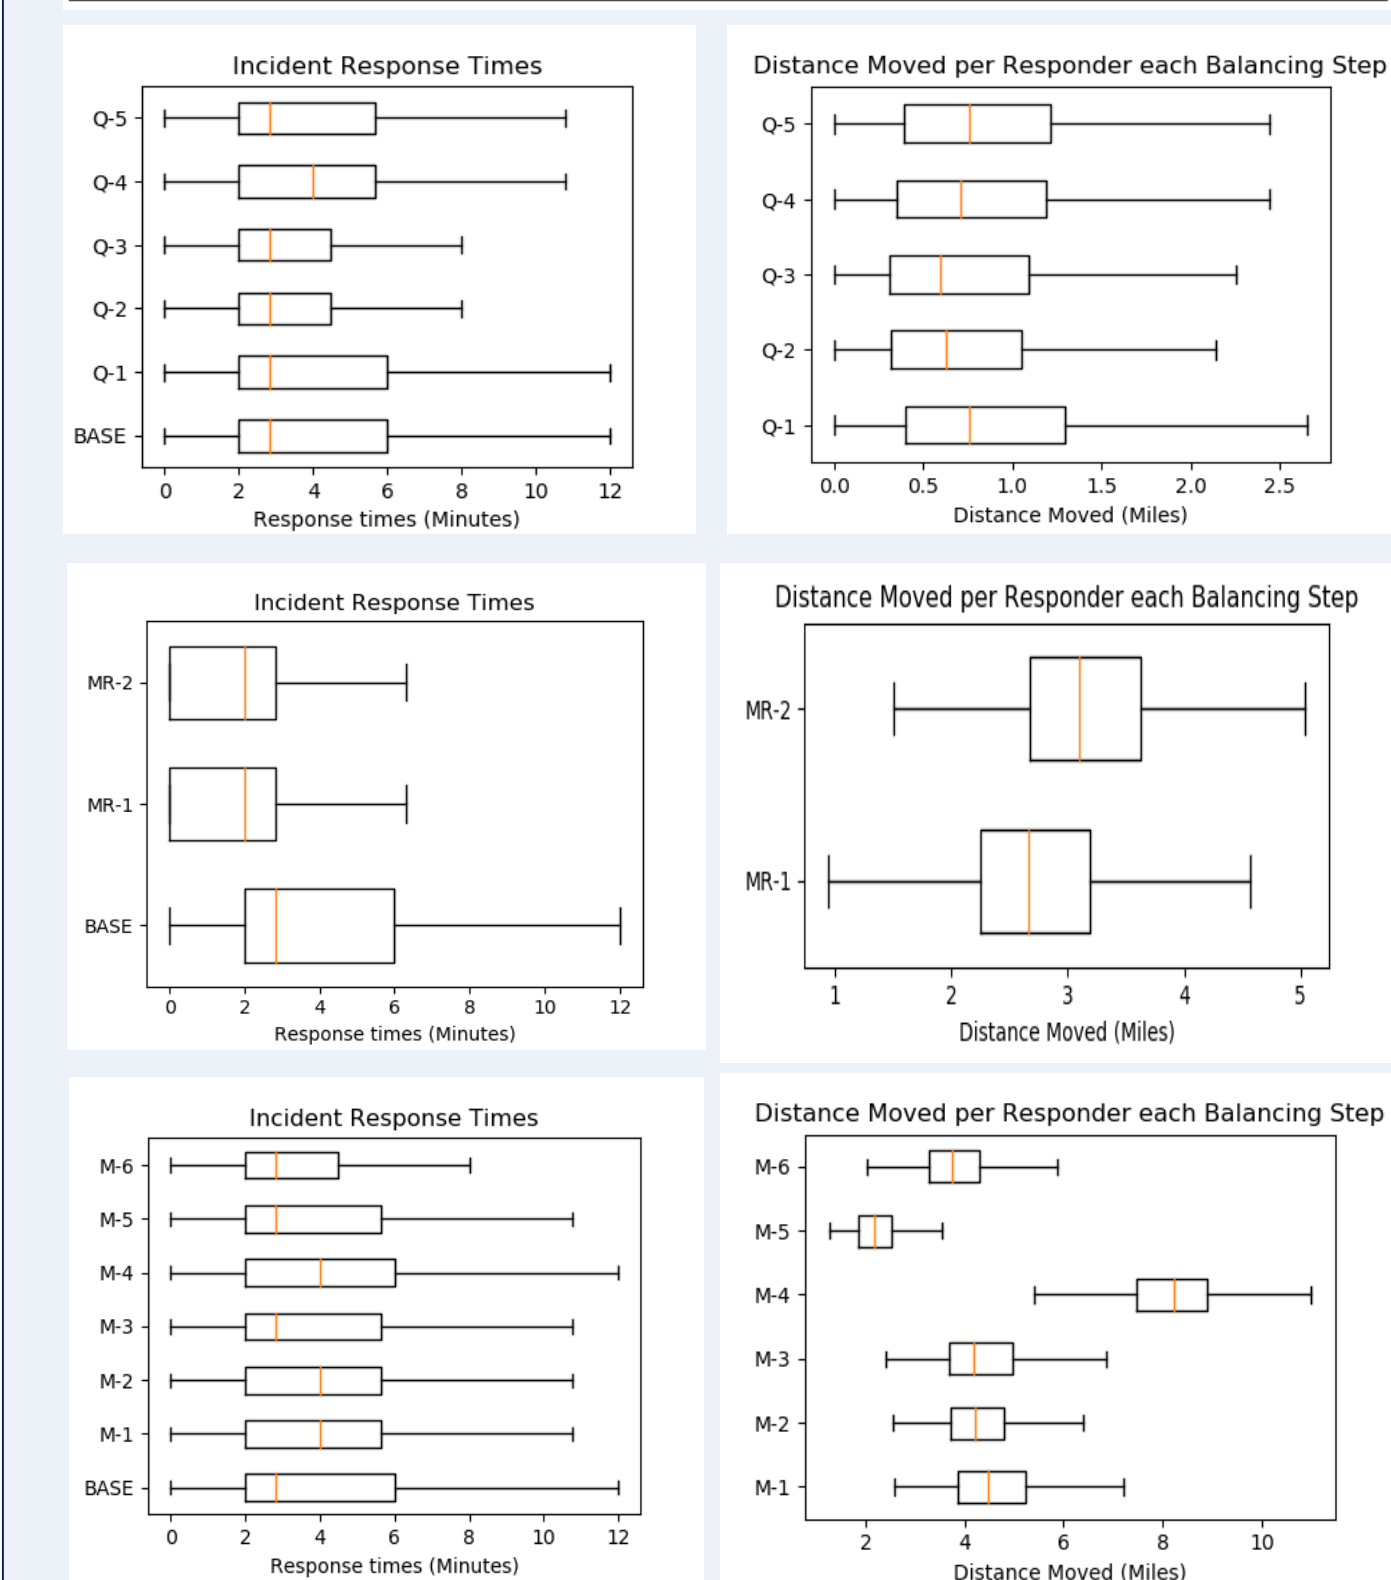 Incident Response Times
Q-5
Q-4
Q-3
Q-2
Q-1
BASE
0 2 4 6 8 10 12
Response times (Minutes)
Distance Moved per Responder each Balancing Step
Q-5
Q-4
Q-3
Q-2
Q-1
0.0 0.5 1.0 1.5 2.0 2.5
Distance Moved (Miles)
Incident Response Times
MR-2
MR-1
BASE
0 2 4 6 8 10 12
Response times (Minutes)
Distance Moved per Responder each Balancing Step
MR-2
MR-1
1 2 3 4 5
Distance Moved (Miles)
Incident Response Times
M-6
M-5
M-4
M-3
M-2
M-1
BASE
0 2 4 6 8 10 12
Response times (Minutes)
Distance Moved per Responder each Balancing Step
M-6
M-5
M-4
M-3
M-2
M-1
2 4 6 8 10
Distance Moved (Miles)